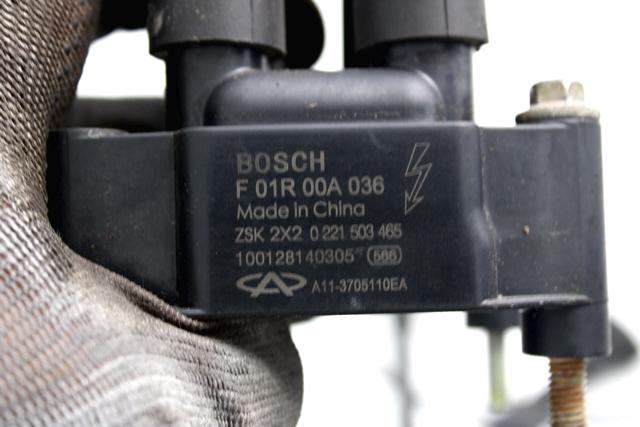 BOSCH
F 01R 00A 036
Made in China
ZSK 2X2 0 221 503 465
100128140305 566
A11-3705110EA